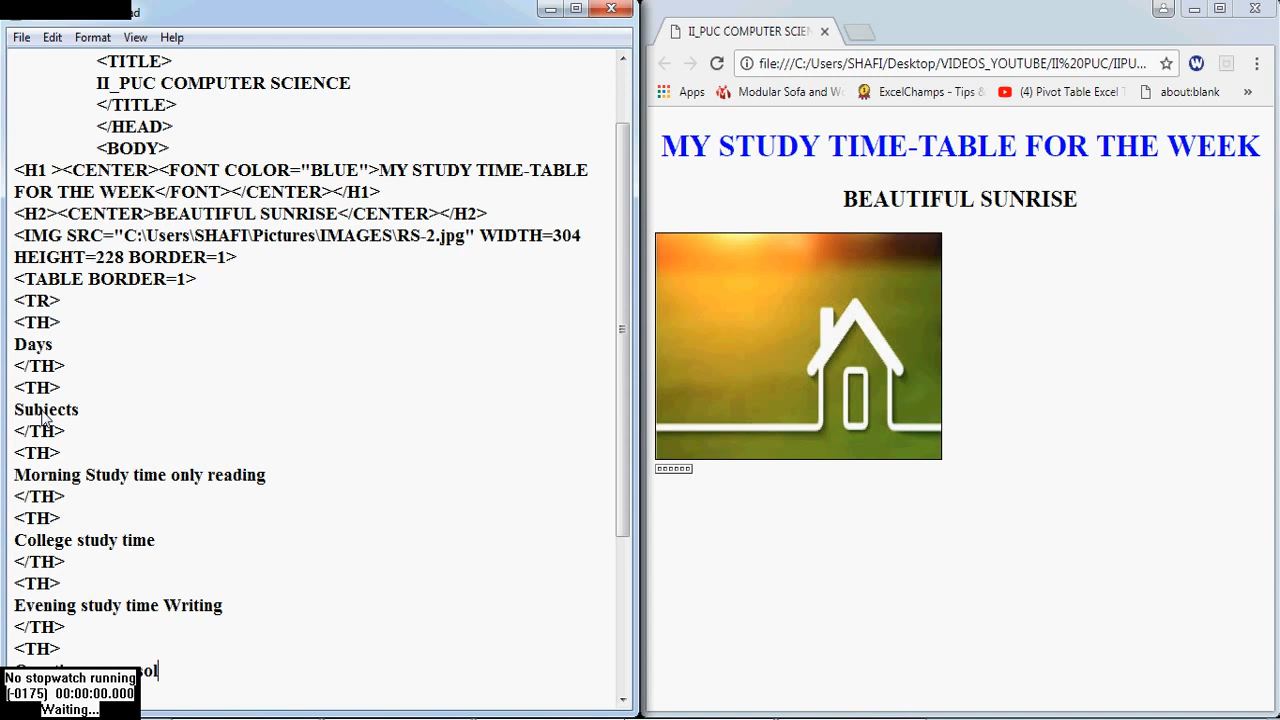 ad
File Edit Format View Help
<TITLE>
II_PUC COMPUTER SCIENCE
</TITLE>
</HEAD>
<BODY>
<H1 ><CENTER><FONT COLOR="BLUE">MY STUDY TIME-TABLE
FOR THE WEEK</FONT></CENTER></H1>
<H2><CENTER>BEAUTIFUL SUNRISE</CENTER></H2>
<IMG SRC="C:\Users\SHAFI\Pictures\IMAGES\RS-2.jpg" WIDTH=304
HEIGHT=228 BORDER=1>
<TABLE BORDER=1>
<TR>
<TH>
Days
</TH>
<TH>
Subjects
</TH>
<TH>
Morning Study time only reading
</TH>
<TH>
College study time
</TH>
<TH>
Evening study time Writing
</TH>
<TH>
sol
No stopwatch running
[-0175] 00:00:00.000
Waiting...
II_PUC COMPUTER SCIEN
file:///C:/Users/SHAFI/Desktop/VIDEOS_YOUTUBE/II%20PUC/IIPU...
Apps Modular Sofa and W ExcelChamps - Tips & (4) Pivot Table Excel about:blank »
MY STUDY TIME-TABLE FOR THE WEEK
BEAUTIFUL SUNRISE